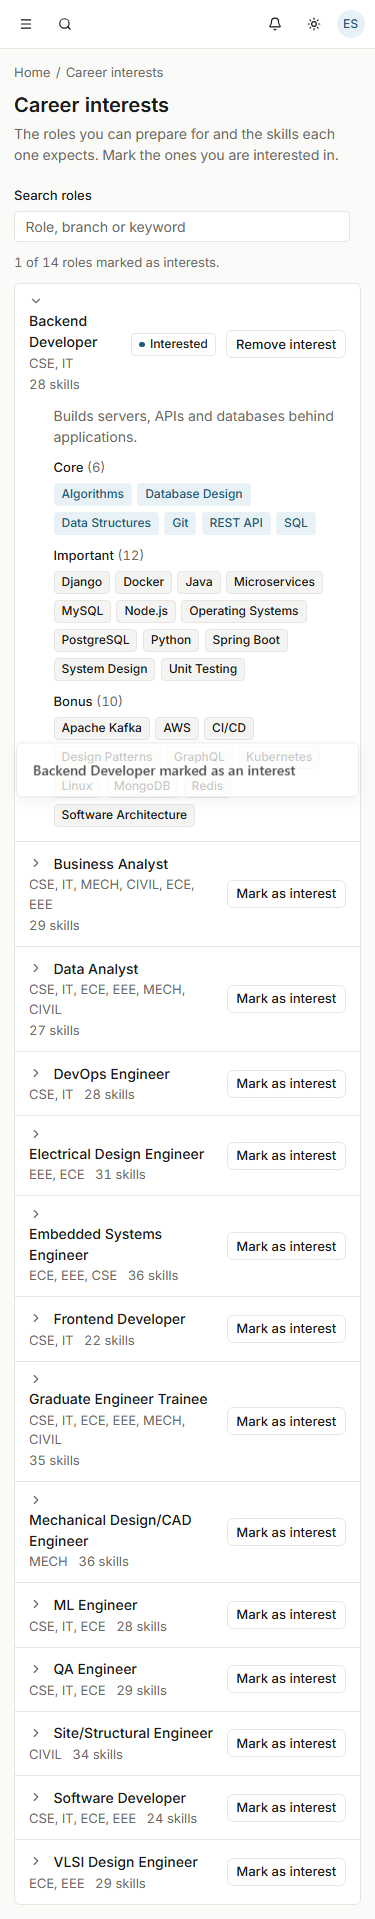 ES
Home / Career interests
Career interests
The roles you can prepare for and the skills each
one expects. Mark the ones you are interested in.
Search roles
Role, branch or keyword
1 of 14 roles marked as interests.
Backend
Developer
CSE, IT
28 skills
Interested
Remove interest
Builds servers, APIs and databases behind
applications.
Core (6)
Algorithms Database Design
Data Structures Git REST API SQL
Important (12)
Django Docker Java Microservices
MySQL Node.js Operating Systems
PostgreSQL Python Spring Boot
System Design Unit Testing
Bonus (10)
Apache Kafka AWS CI/CD
Design Patterns GraphQL Kubernetes
Backend Developer marked as an interest
Linux MongoDB Redis
Software Architecture
Business Analyst
CSE, IT, MECH, CIVIL, ECE,
EEE
29 skills
Mark as interest
Data Analyst
CSE, IT, ECE, EEE, MECH,
CIVIL
27 skills
Mark as interest
DevOps Engineer
CSE, IT 28 skills
Mark as interest
Electrical Design Engineer
EEE, ECE 31 skills
Mark as interest
Embedded Systems
Engineer
ECE, EEE, CSE 36 skills
Mark as interest
Frontend Developer
CSE, IT 22 skills
Mark as interest
Graduate Engineer Trainee
CSE, IT, ECE, EEE, MECH,
CIVIL
35 skills
Mark as interest
Mechanical Design/CAD
Engineer
MECH 36 skills
Mark as interest
ML Engineer
CSE, IT, ECE 28 skills
Mark as interest
QA Engineer
CSE, IT, ECE 29 skills
Mark as interest
Site/Structural Engineer
CIVIL 34 skills
Mark as interest
Software Developer
CSE, IT, ECE, EEE 24 skills
Mark as interest
VLSI Design Engineer
ECE, EEE 29 skills
Mark as interest